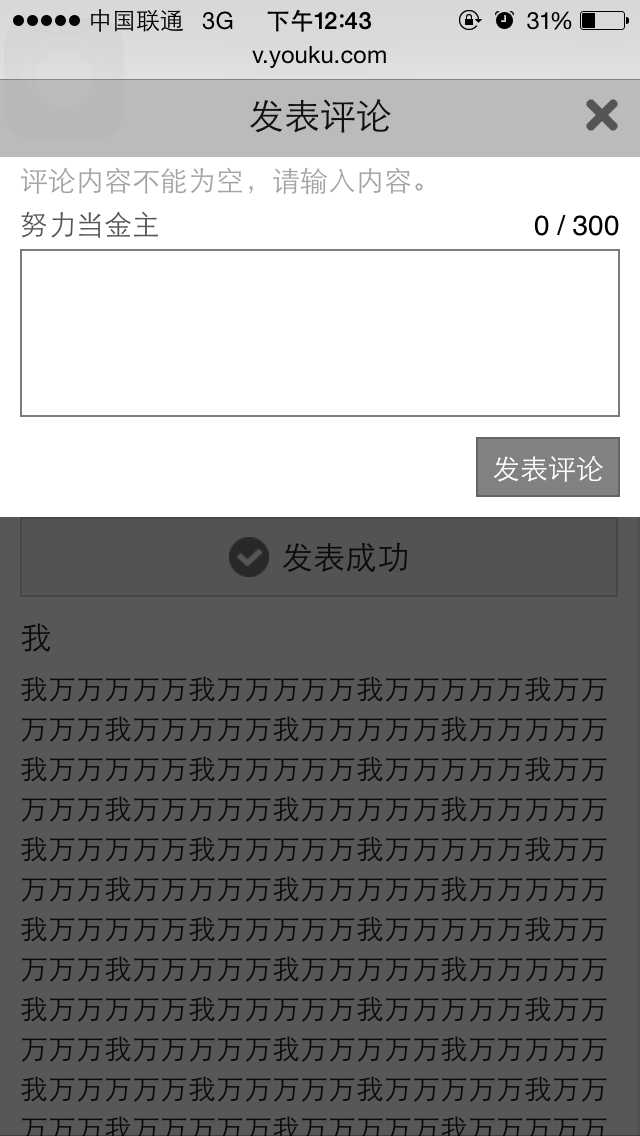 中国联通 3G 下午12:43 31%
v.youku.com
发表评论
评论内容不能为空，请输入内容。
努力当金主 0 / 300
发表评论
发表成功
我
我万万万万万我万万万万万我万万万万万我万万
万万万我万万万万万我万万万万万我万万万万万
我万万万万万我万万万万万我万万万万万我万万
万万万我万万万万万我万万万万万我万万万万万
我万万万万万我万万万万万我万万万万万我万万
万万万我万万万万万我万万万万万我万万万万万
我万万万万万我万万万万万我万万万万万我万万
万万万我万万万万万我万万万万万我万万万万万
我万万万万万我万万万万万我万万万万万我万万
万万万我万万万万万我万万万万万我万万万万万
我万万万万万我万万万万万我万万万万万我万万
万万万我万万万万万我万万万万万我万万万万万